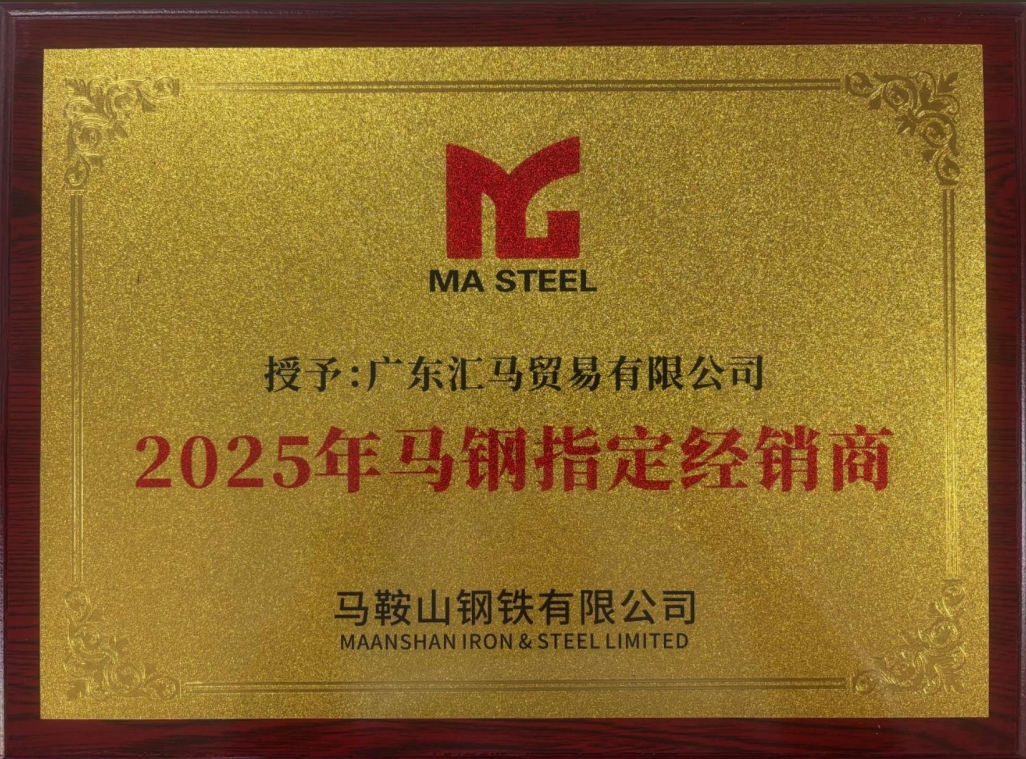 MA STEEL
授予:广东汇马贸易有限公司
2025年马钢指定经销商
马鞍山钢铁有限公司
MAANSHAN IRON & STEEL LIMITED